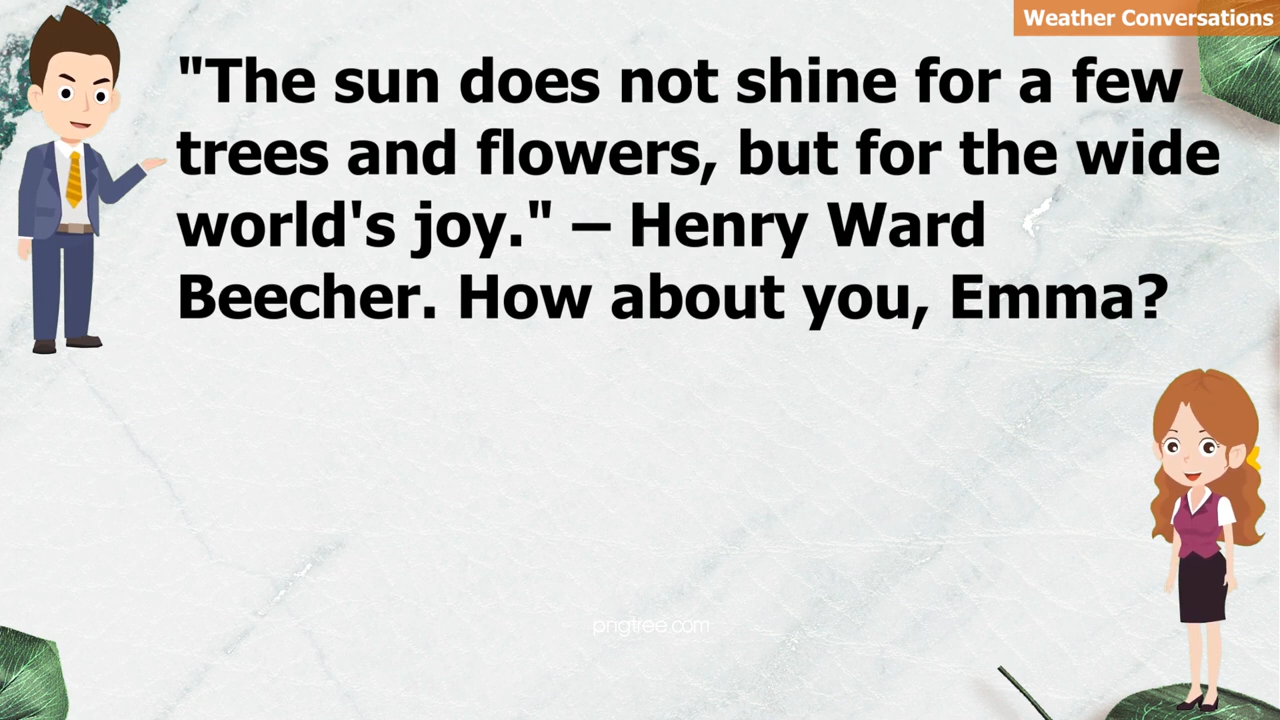 Weather Conversations
"The sun does not shine for a few
trees and flowers, but for the wide
world's joy." – Henry Ward
Beecher. How about you, Emma?
pngtree.com